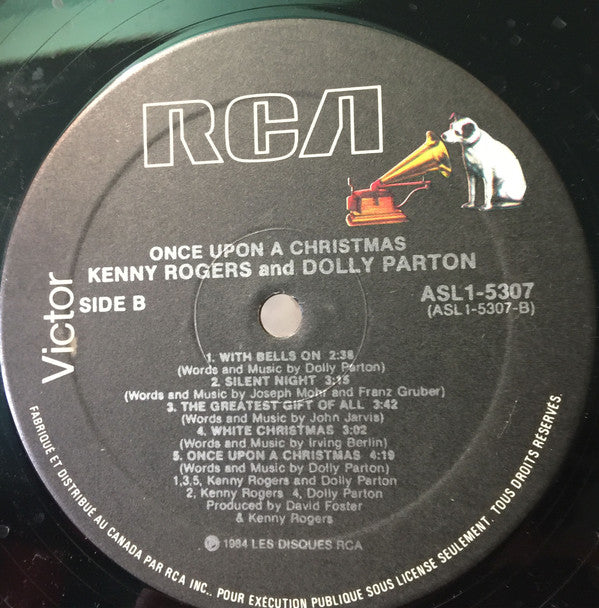 RCA
Victor
ONCE UPON A CHRISTMAS
KENNY ROGERS and DOLLY PARTON
SIDE B
ASL1-5307
(ASL1-5307-B)
1. WITH BELLS ON 2:38
(Words and Music by Dolly Parton)
2. SILENT NIGHT 3:15
(Words and Music by Joseph Mohr and Franz Gruber)
3. THE GREATEST GIFT OF ALL 3:42
(Words and Music by John Jarvis)
4. WHITE CHRISTMAS 3:02
(Words and Music by Irving Berlin)
5. ONCE UPON A CHRISTMAS 4:19
(Words and Music by Dolly Parton)
1,3,5, Kenny Rogers and Dolly Parton
2, Kenny Rogers 4, Dolly Parton
Produced by David Foster
& Kenny Rogers
℗ 1984 LES DISQUES RCA
FABRIQUÉ ET DISTRIBUÉ AU CANADA PAR RCA INC., POUR EXÉCUTION PUBLIQUE SOUS LICENSE SEULEMENT. TOUS DROITS RÉSERVÉS.